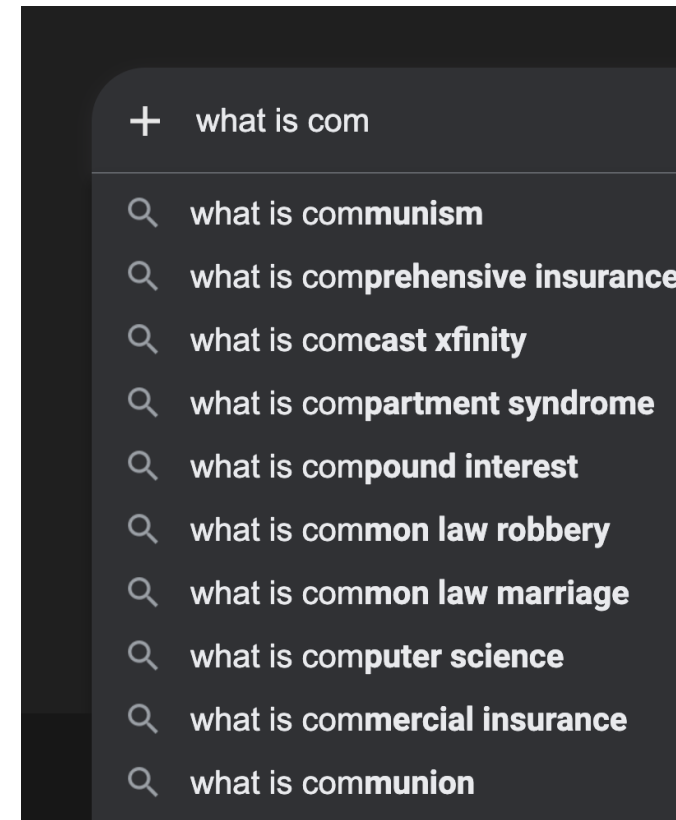 what is com
what is communism
what is comprehensive insurance
what is comcast xfinity
what is compartment syndrome
what is compound interest
what is common law robbery
what is common law marriage
what is computer science
what is commercial insurance
what is communion